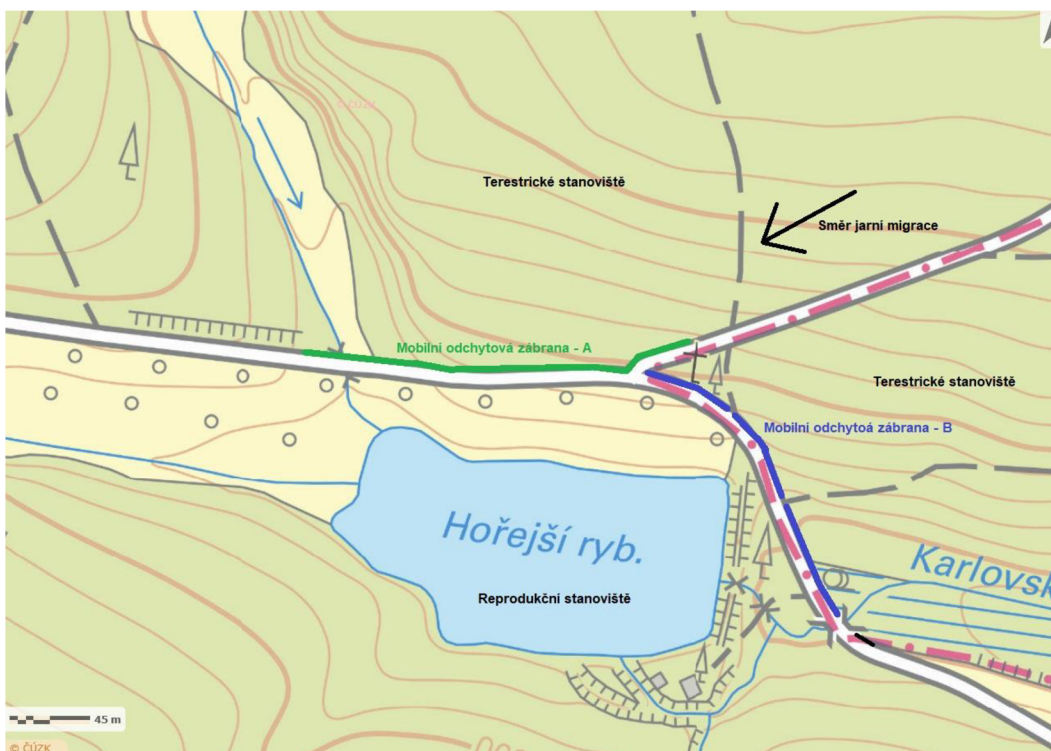 © ČÚZK
Terestrické stanoviště
Směr jarní migrace
Mobilní odchytová zábrana - A
Terestrické stanoviště
Mobilní odchytoá zábrana - B
Hořejší ryb.
Karlovsk
Reprodukční stanoviště
45 m
© ČÚZK